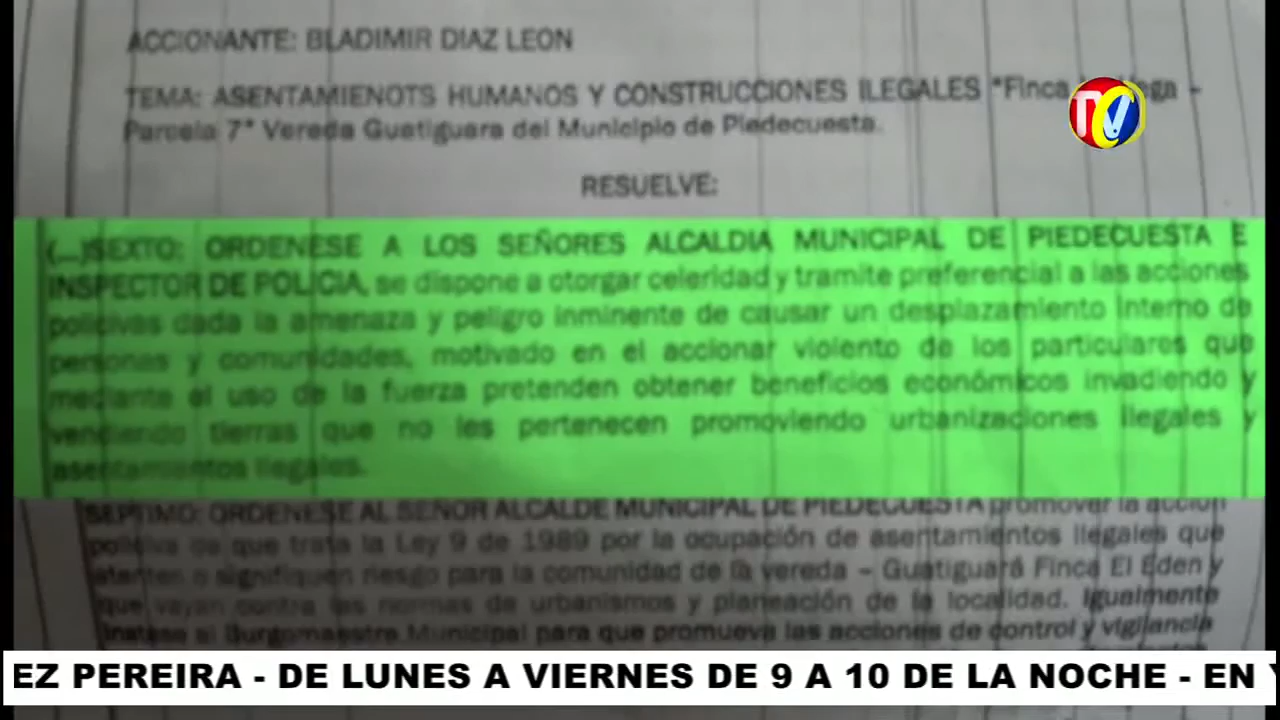 ACCIONANTE: BLADIMIR DIAZ LEON
TEMA: ASENTAMIENOTS HUMANOS Y CONSTRUCCIONES ILEGALES "Finca -
Parcela 7" Vereda Guatiguara del Municipio de Piedecuesta.
TVC
RESUELVE:
(...)SEXTO: ORDENESE A LOS SEÑORES ALCALDIA MUNICIPAL DE PIEDECUESTA E
INSPECTOR DE POLICIA, se dispone a otorgar celeridad y tramite preferencial a las acciones
policivas dada la amenaza y peligro inminente de causar un desplazamiento interno de
personas y comunidades, motivado en el accionar violento de los particulares que
mediante el uso de la fuerza pretenden obtener beneficios económicos invadiendo y
vendiendo tierras que no les pertenecen promoviendo urbanizaciones ilegales y
asentamientos ilegales.
SEPTIMO: ORDENESE AL SEÑOR ALCALDE MUNICIPAL DE PIEDECUESTA promover la acción
policiva de que trata la Ley 9 de 1989 por la ocupación de asentamientos ilegales que
atenten o signifiquen riesgo para la comunidad de la vereda – Guatiguará Finca El Eden y
que vayan contra las normas de urbanismo y planeación de la localidad. Igualmente
ínstase al Burgomaestre Municipal para que promueva las acciones de control y vigilancia
EZ PEREIRA - DE LUNES A VIERNES DE 9 A 10 DE LA NOCHE - EN